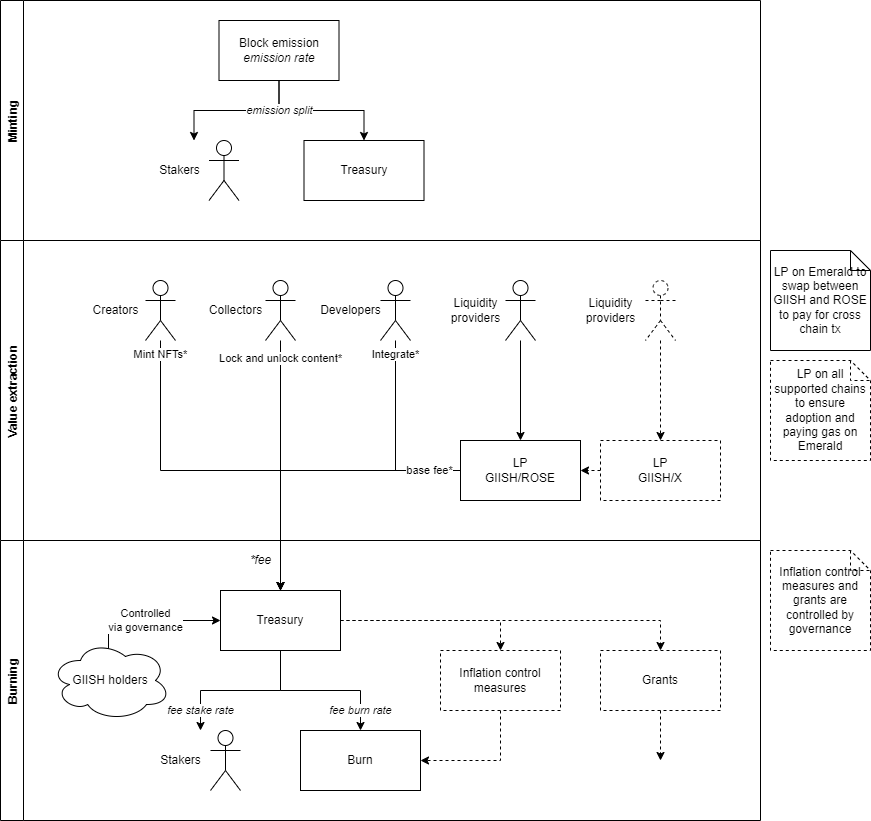 Minting
Block emission
emission rate
emission split
Stakers
Treasury
Value extraction
Creators
Collectors
Developers
Liquidity
providers
Liquidity
providers
Mint NFTs*
Lock and unlock content*
Integrate*
base fee*
LP
GIISH/ROSE
LP
GIISH/X
LP on Emerald to
swap between
GIISH and ROSE
to pay for cross
chain tx
LP on all
supported chains
to ensure
adoption and
paying gas on
Emerald
Burning
*fee
Controlled
via governance
Treasury
GIISH holders
Inflation control
measures
Grants
fee stake rate
fee burn rate
Stakers
Burn
Inflation control
measures and
grants are
controlled by
governance